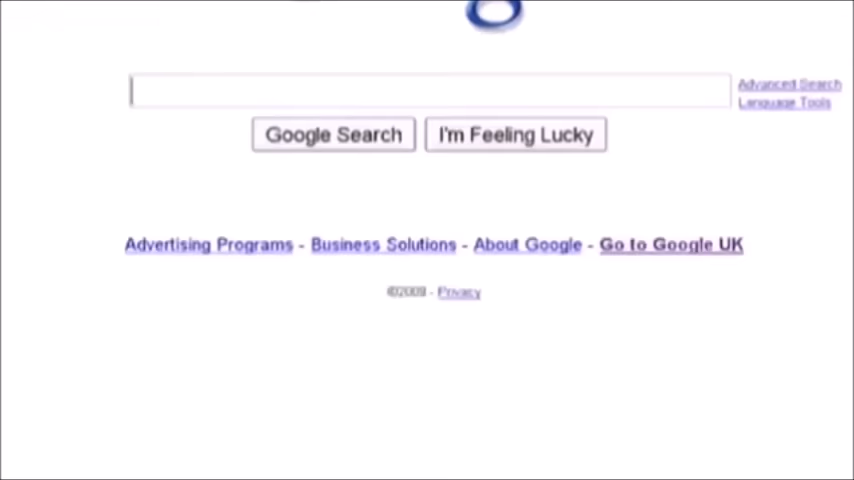 Advanced Search
Language Tools
Google Search I'm Feeling Lucky
Advertising Programs - Business Solutions - About Google - Go to Google UK
©2009 - Privacy